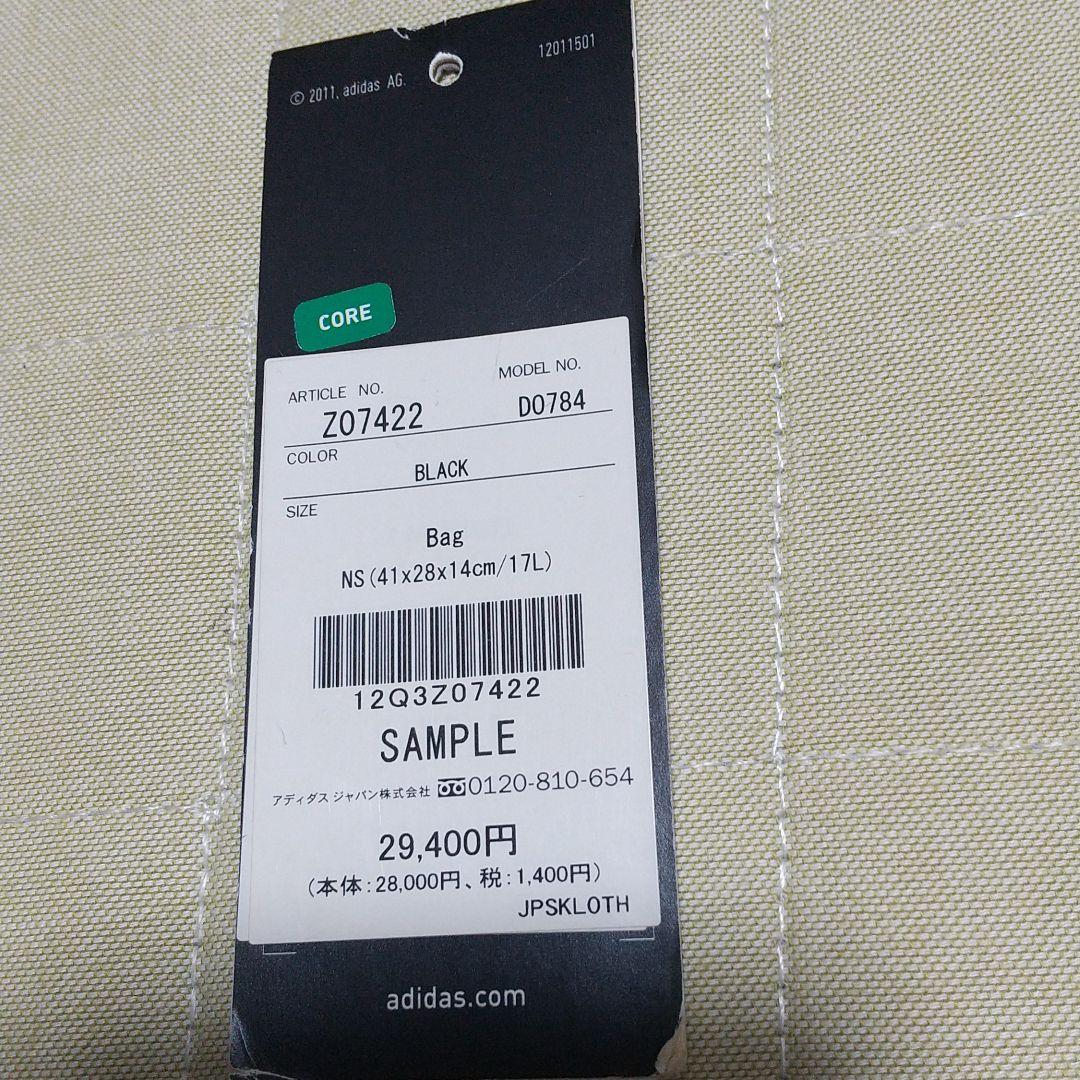 © 2011. adidas AG.
12011501
CORE
ARTICLE NO.
MODEL NO.
Z07422
D0784
COLOR
BLACK
SIZE
Bag
NS(41x28x14cm/17L)
12Q3Z07422
SAMPLE
アディダス ジャパン株式会社 0120-810-654
29,400円
(本体:28,000円、税:1,400円)
JPSKLOTH
adidas.com